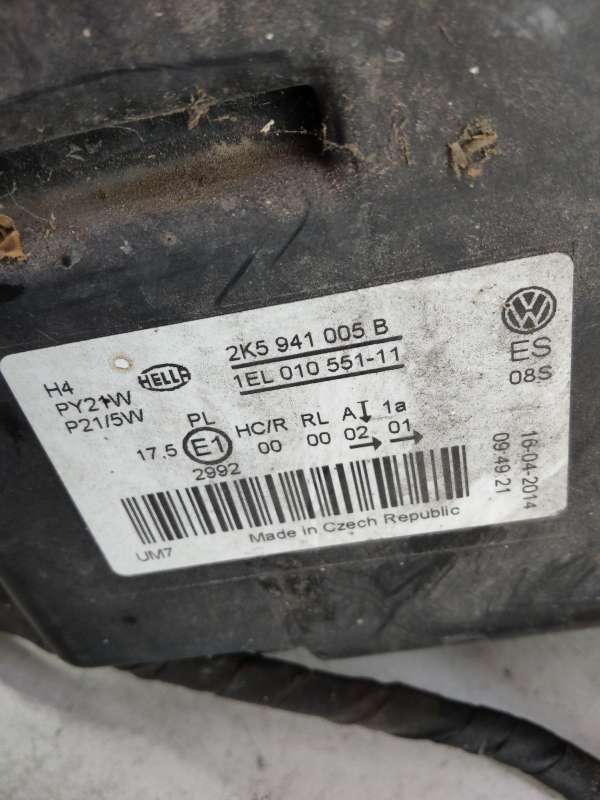 2K5 941 005 B
HELLA
1EL 010 551-11
H4
PY21W
P21/5W
ES
08S
PL
HC/R RL A 1a
17.5 E1 00 00 02 01
2992
UM7
Made in Czech Republic
16-04-2014
09:49:21